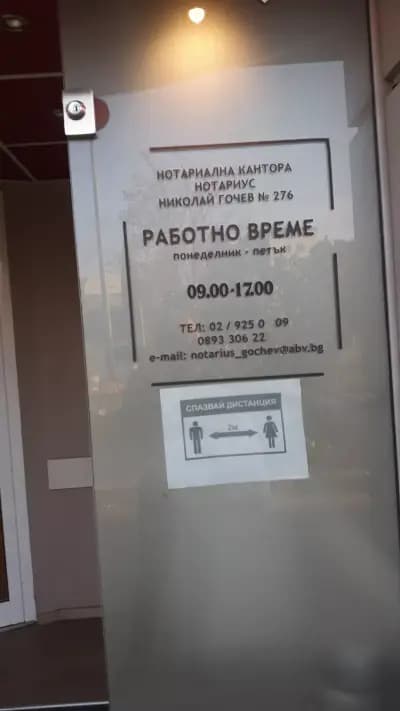 НОТАРИАЛНА КАНТОРА
НОТАРИУС
НИКОЛАЙ ГОЧЕВ № 276
РАБОТНО ВРЕМЕ
понеделник - петък
09.00-17.00
ТЕЛ: 02 / 925 0 09
0893 306 22
e-mail: notarius_gochev@abv.bg
СПАЗВАЙ ДИСТАНЦИЯ
2м